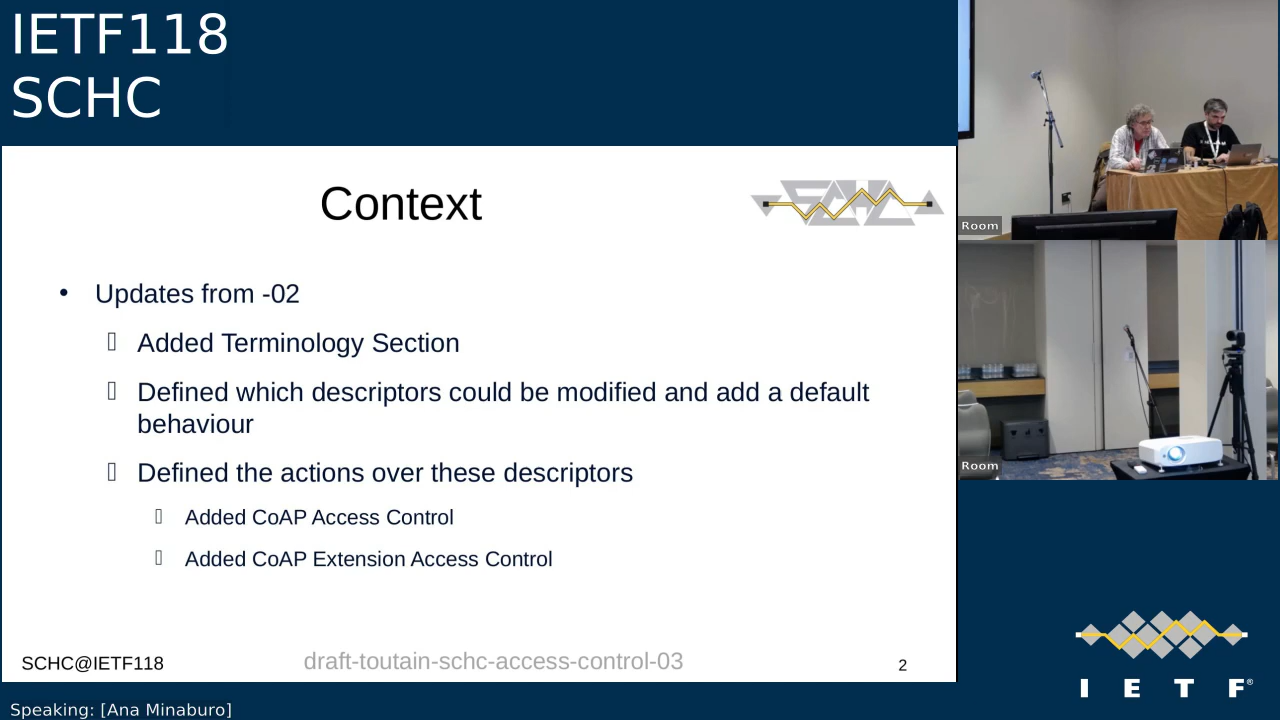 IETF118
SCHC
Context
SCHC
• Updates from -02
Added Terminology Section
Defined which descriptors could be modified and add a default
behaviour
Defined the actions over these descriptors
Added CoAP Access Control
Added CoAP Extension Access Control
SCHC@IETF118
draft-toutain-schc-access-control-03
2
Room
Room
I E T F®
Speaking: [Ana Minaburo]